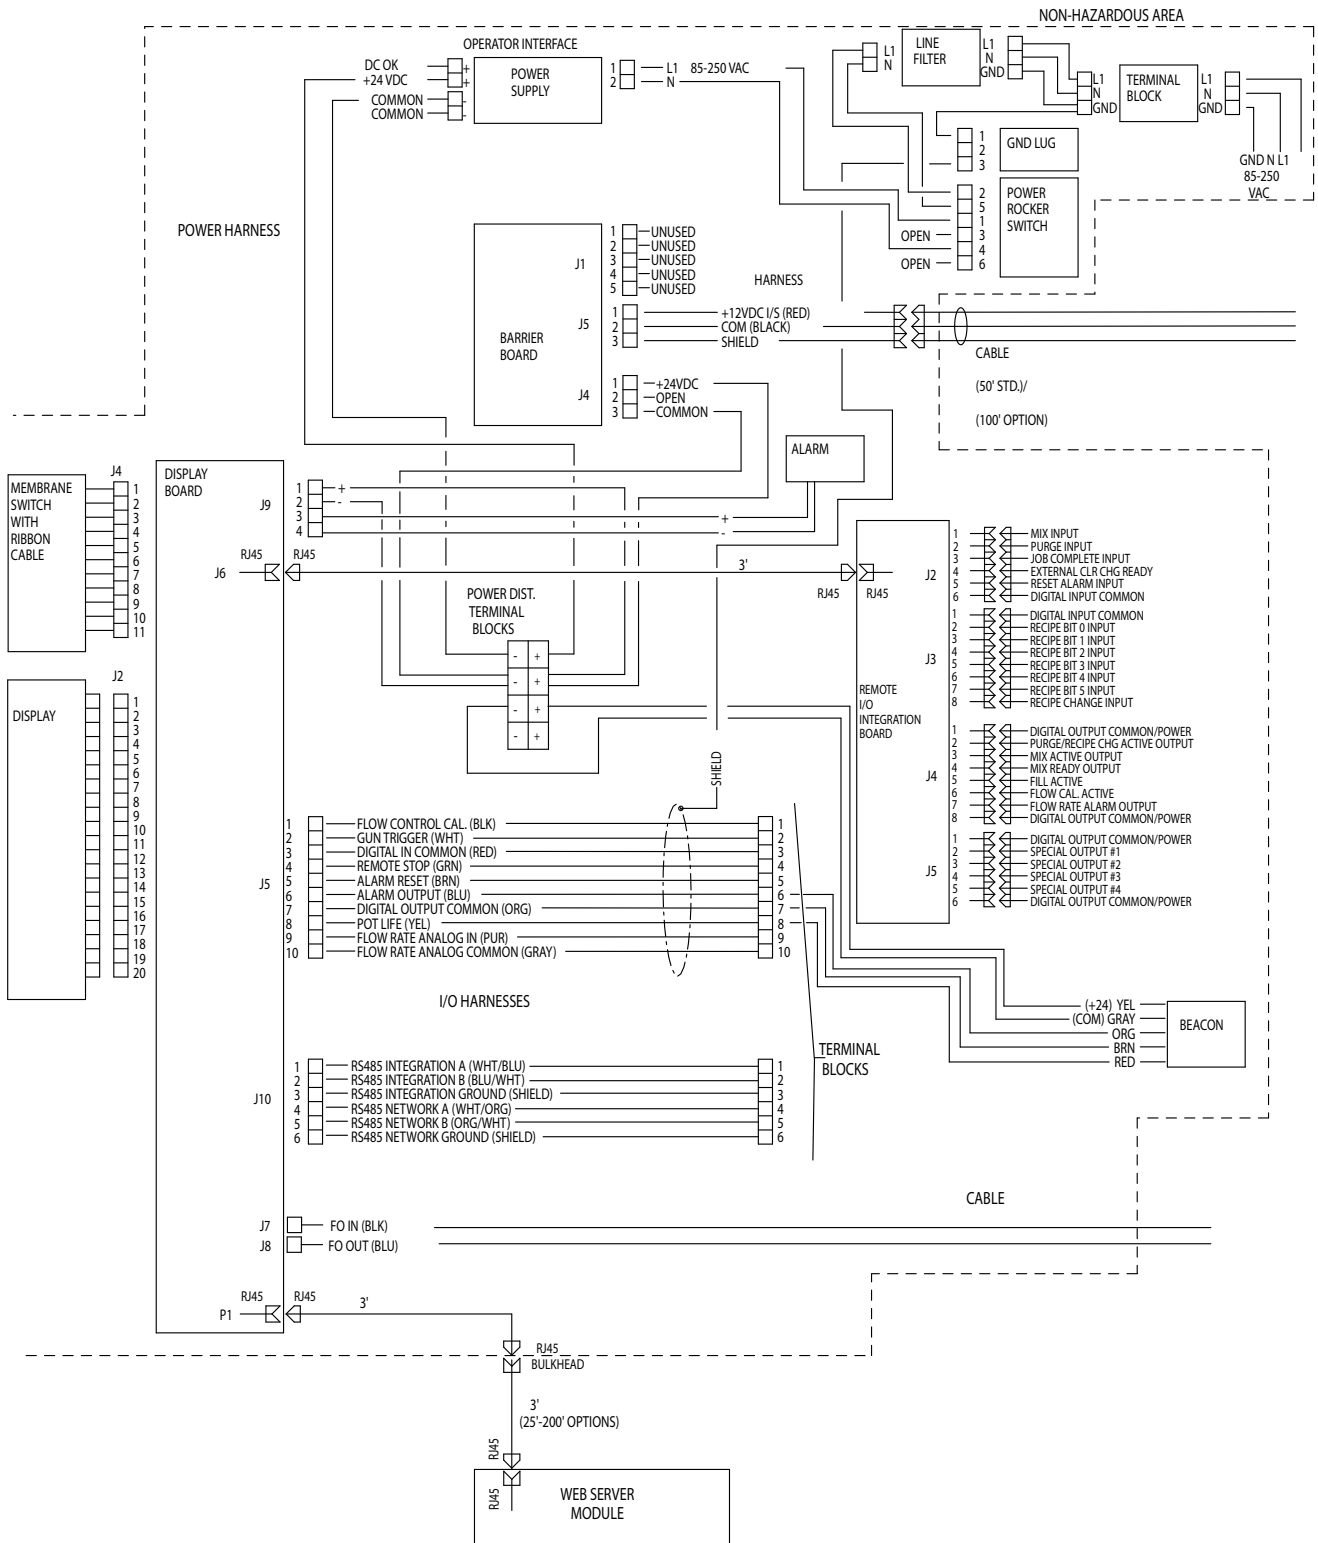 NON-HAZARDOUS AREA
OPERATOR INTERFACE
DC OK
+24 VDC
COMMON
COMMON
+
+
-
-
POWER
SUPPLY
1
2
L1 85-250 VAC
N
L1
N
LINE
FILTER
L1
N
GND
L1
N
GND
TERMINAL
BLOCK
L1
N
GND
GND N L1
85-250
VAC
1
2
3
GND LUG
2
5
1
3
4
6
OPEN
OPEN
POWER
ROCKER
SWITCH
POWER HARNESS
BARRIER
BOARD
J1
1 UNUSED
2 UNUSED
3 UNUSED
4 UNUSED
5 UNUSED
HARNESS
J5
1 +12VDC I/S (RED)
2 COM (BLACK)
3 SHIELD
J4
1 +24VDC
2 OPEN
3 COMMON
CABLE
(50' STD.)/
(100' OPTION)
ALARM
MEMBRANE
SWITCH
WITH
RIBBON
CABLE
J4
1
2
3
4
5
6
7
8
9
10
11
DISPLAY
BOARD
J9
1 +
2 -
3
4
+
-
J6
RJ45
RJ45
3'
RJ45
RJ45
POWER DIST.
TERMINAL
BLOCKS
- +
- +
- +
- +
DISPLAY
J2
1
2
3
4
5
6
7
8
9
10
11
12
13
14
15
16
17
18
19
20
REMOTE
I/O
INTEGRATION
BOARD
J2
1 MIX INPUT
2 PURGE INPUT
3 JOB COMPLETE INPUT
4 EXTERNAL CLR CHG READY
5 RESET ALARM INPUT
6 DIGITAL INPUT COMMON
J3
1 DIGITAL INPUT COMMON
2 RECIPE BIT 0 INPUT
3 RECIPE BIT 1 INPUT
4 RECIPE BIT 2 INPUT
5 RECIPE BIT 3 INPUT
6 RECIPE BIT 4 INPUT
7 RECIPE BIT 5 INPUT
8 RECIPE CHANGE INPUT
J4
1 DIGITAL OUTPUT COMMON/POWER
2 PURGE/RECIPE CHG ACTIVE OUTPUT
3 MIX ACTIVE OUTPUT
4 MIX READY OUTPUT
5 FILL ACTIVE
6 FLOW CAL. ACTIVE
7 FLOW RATE ALARM OUTPUT
8 DIGITAL OUTPUT COMMON/POWER
J5
1 DIGITAL OUTPUT COMMON/POWER
2 SPECIAL OUTPUT #1
3 SPECIAL OUTPUT #2
4 SPECIAL OUTPUT #3
5 SPECIAL OUTPUT #4
6 DIGITAL OUTPUT COMMON/POWER
SHIELD
J5
1 FLOW CONTROL CAL. (BLK) 1
2 GUN TRIGGER (WHT) 2
3 DIGITAL IN COMMON (RED) 3
4 REMOTE STOP (GRN) 4
5 ALARM RESET (BRN) 5
6 ALARM OUTPUT (BLU) 6
7 DIGITAL OUTPUT COMMON (ORG) 7
8 POT LIFE (YEL) 8
9 FLOW RATE ANALOG IN (PUR) 9
10 FLOW RATE ANALOG COMMON (GRAY) 10
I/O HARNESSES
(+24) YEL
(COM) GRAY
ORG
BRN
RED
BEACON
TERMINAL
BLOCKS
J10
1 RS485 INTEGRATION A (WHT/BLU) 1
2 RS485 INTEGRATION B (BLU/WHT) 2
3 RS485 INTEGRATION GROUND (SHIELD) 3
4 RS485 NETWORK A (WHT/ORG) 4
5 RS485 NETWORK B (ORG/WHT) 5
6 RS485 NETWORK GROUND (SHIELD) 6
CABLE
J7 FO IN (BLK)
J8 FO OUT (BLU)
P1
RJ45
RJ45
3'
RJ45
BULKHEAD
3'
(25'-200' OPTIONS)
RJ45
RJ45
WEB SERVER
MODULE